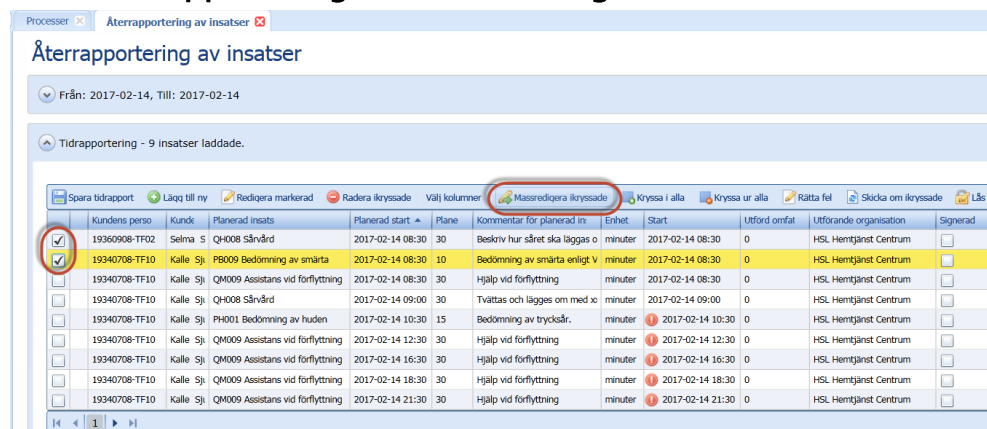 Processer Återrapportering av insatser
Återrapportering av insatser
Från: 2017-02-14, Till: 2017-02-14
Tidrapportering - 9 insatser laddade.
Spara tidrapport Lägg till ny Redigera markerad Radera ikryssade Välj kolumner Massredigera ikryssade Kryssa i alla Kryssa ur alla Rätta fel Skicka om ikryssade Lås
Kundens perso Kunde Planerad insats Planerad start Plane Kommentar för planerad in: Enhet Start Utförd omfat Utförande organisation Signerad
19360908-TF02 Selma S QH008 Sårvård 2017-02-14 08:30 30 Beskriv hur såret ska läggas o minuter 2017-02-14 08:30 0 HSL Hemtjänst Centrum
19340708-TF10 Kalle Sju PB009 Bedömning av smärta 2017-02-14 08:30 10 Bedömning av smärta enligt V minuter 2017-02-14 08:30 0 HSL Hemtjänst Centrum
19340708-TF10 Kalle Sju QM009 Assistans vid förflyttning 2017-02-14 08:30 30 Hjälp vid förflyttning minuter 2017-02-14 08:30 0 HSL Hemtjänst Centrum
19340708-TF10 Kalle Sju QH008 Sårvård 2017-02-14 09:00 30 Tvättas och lägges om med minuter 2017-02-14 09:00 0 HSL Hemtjänst Centrum
19340708-TF10 Kalle Sju PH001 Bedömning av huden 2017-02-14 10:30 15 Bedömning av trycksår. minuter 2017-02-14 10:30 0 HSL Hemtjänst Centrum
19340708-TF10 Kalle Sju QM009 Assistans vid förflyttning 2017-02-14 12:30 30 Hjälp vid förflyttning minuter 2017-02-14 12:30 0 HSL Hemtjänst Centrum
19340708-TF10 Kalle Sju QM009 Assistans vid förflyttning 2017-02-14 16:30 30 Hjälp vid förflyttning minuter 2017-02-14 16:30 0 HSL Hemtjänst Centrum
19340708-TF10 Kalle Sju QM009 Assistans vid förflyttning 2017-02-14 18:30 30 Hjälp vid förflyttning minuter 2017-02-14 18:30 0 HSL Hemtjänst Centrum
19340708-TF10 Kalle Sju QM009 Assistans vid förflyttning 2017-02-14 21:30 30 Hjälp vid förflyttning minuter 2017-02-14 21:30 0 HSL Hemtjänst Centrum
1